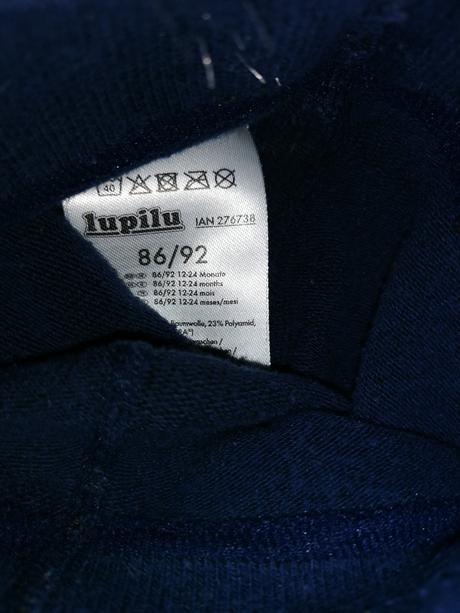 40
lupilu IAN 276738
86/92
86/92 12-24 Monate
86/92 12-24 months
86/92 12-24 mois
86/92 12-24 meses/mesi
23% Polyamid,